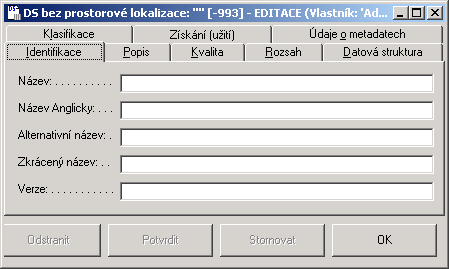 DS bez prostorové lokalizace: "" [-993] - EDITACE (Vlastník: 'Ad...
Klasifikace Získání (užití) Údaje o metadatech
Identifikace Popis Kvalita Rozsah Datová struktura
Název: . . . . . . . . . .
Název Anglicky: . . .
Alternativní název: .
Zkrácený název: . .
Verze: . . . . . . . . . .
Odstranit Potvrdit Stornovat OK